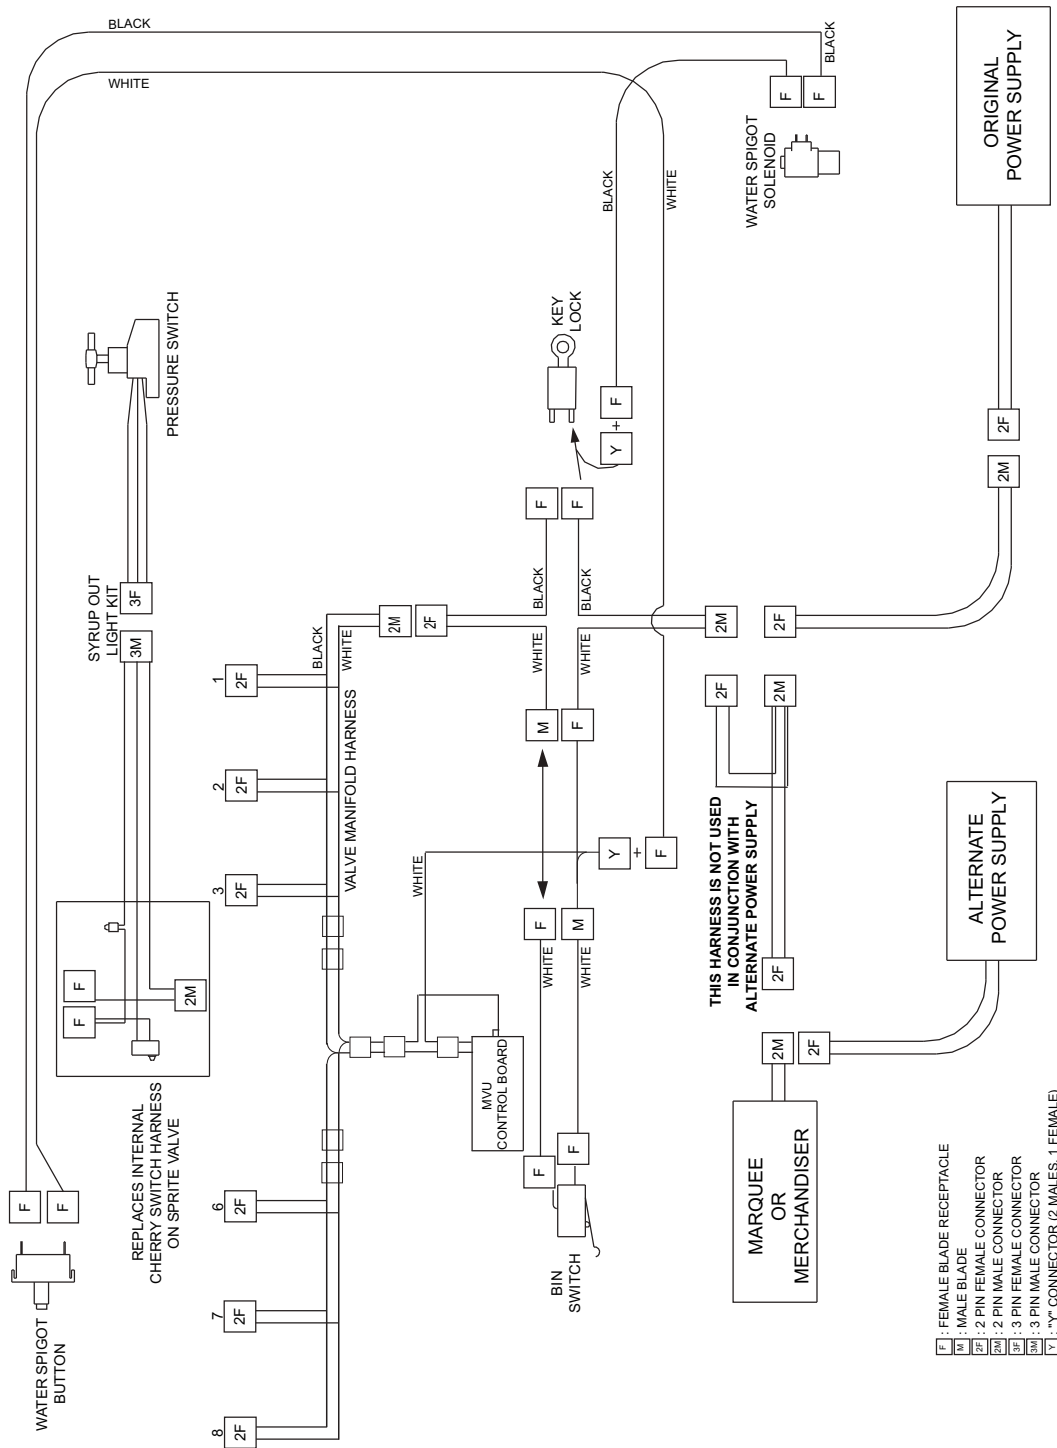 WATER SPIGOT
BUTTON
F
F
BLACK
WHITE
BLACK
F
F
WATER SPIGOT
SOLENOID
BLACK
WHITE
REPLACES INTERNAL
CHERRY SWITCH HARNESS
ON SPRITE VALVE
F
F
2M
SYRUP OUT
LIGHT KIT
3M
3F
PRESSURE SWITCH
8
2F
7
2F
6
2F
3
2F
2
2F
1
2F
VALVE MANIFOLD HARNESS
BLACK
WHITE
2M
2F
MVU
CONTROL BOARD
WHITE
BIN
SWITCH
F
F
WHITE
WHITE
F
M
M
F
WHITE
WHITE
BLACK
BLACK
F
F
KEY
LOCK
Y
+
F
Y
+
F
2M
2F
2F
2M
THIS HARNESS IS NOT USED
IN CONJUNCTION WITH
ALTERNATE POWER SUPPLY
2F
2M
2F
MARQUEE
OR
MERCHANDISER
ALTERNATE
POWER SUPPLY
2M
2F
ORIGINAL
POWER SUPPLY
F : FEMALE BLADE RECEPTACLE
M : MALE BLADE
2F : 2 PIN FEMALE CONNECTOR
2M : 2 PIN MALE CONNECTOR
3F : 3 PIN FEMALE CONNECTOR
3M : 3 PIN MALE CONNECTOR
Y : "Y" CONNECTOR (2 MALES, 1 FEMALE)